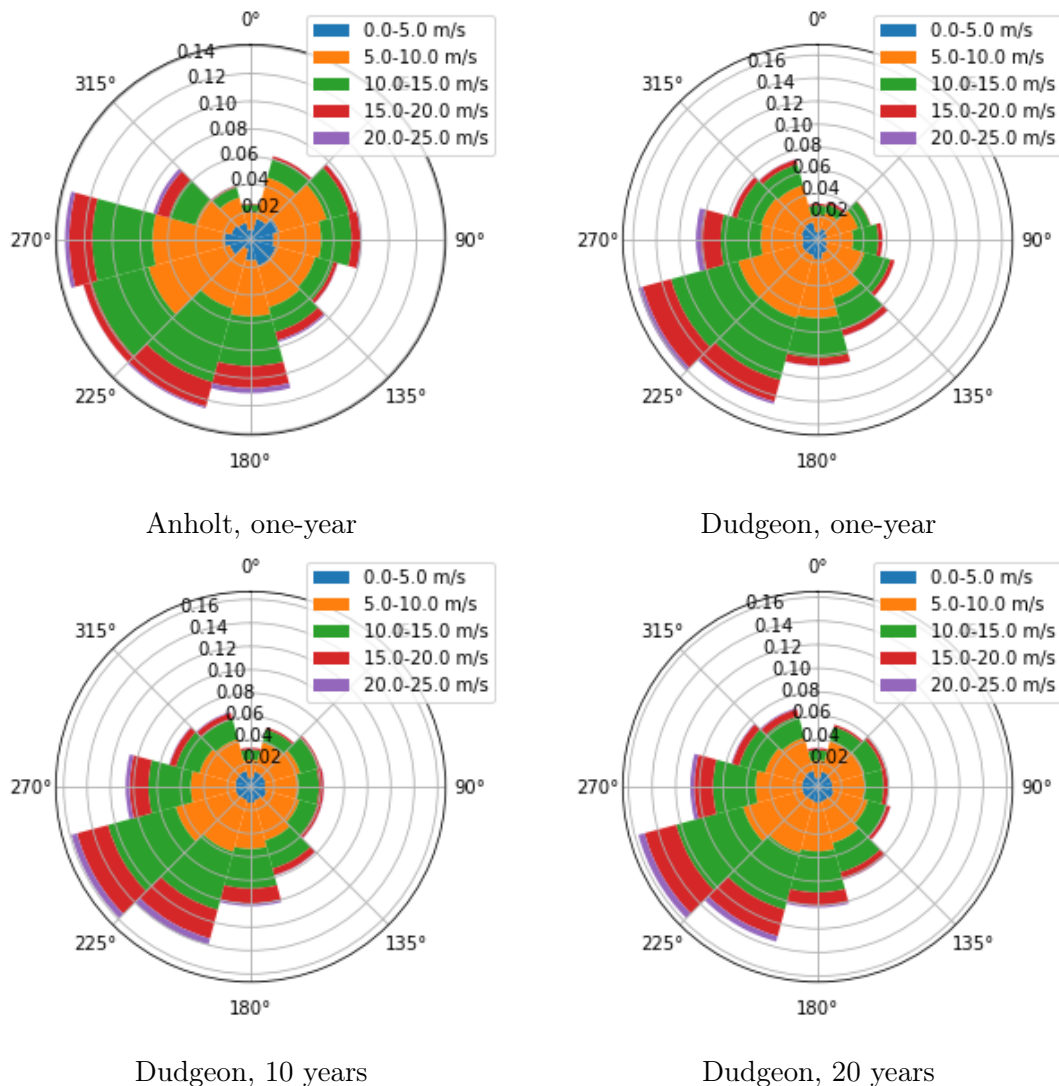 0°
0.0-5.0 m/s
5.0-10.0 m/s
10.0-15.0 m/s
15.0-20.0 m/s
20.0-25.0 m/s
0.14
0.12
0.10
0.08
0.06
0.04
0.02
315°
270°
90°
225°
135°
180°
Anholt, one-year
0°
0.0-5.0 m/s
5.0-10.0 m/s
10.0-15.0 m/s
15.0-20.0 m/s
20.0-25.0 m/s
0.16
0.14
0.12
0.10
0.08
0.06
0.04
0.02
315°
270°
90°
225°
135°
180°
Dudgeon, one-year
0°
0.0-5.0 m/s
5.0-10.0 m/s
10.0-15.0 m/s
15.0-20.0 m/s
20.0-25.0 m/s
0.16
0.14
0.12
0.10
0.08
0.06
0.04
0.02
315°
270°
90°
225°
135°
180°
Dudgeon, 10 years
0°
0.0-5.0 m/s
5.0-10.0 m/s
10.0-15.0 m/s
15.0-20.0 m/s
20.0-25.0 m/s
0.16
0.14
0.12
0.10
0.08
0.06
0.04
0.02
315°
270°
90°
225°
135°
180°
Dudgeon, 20 years